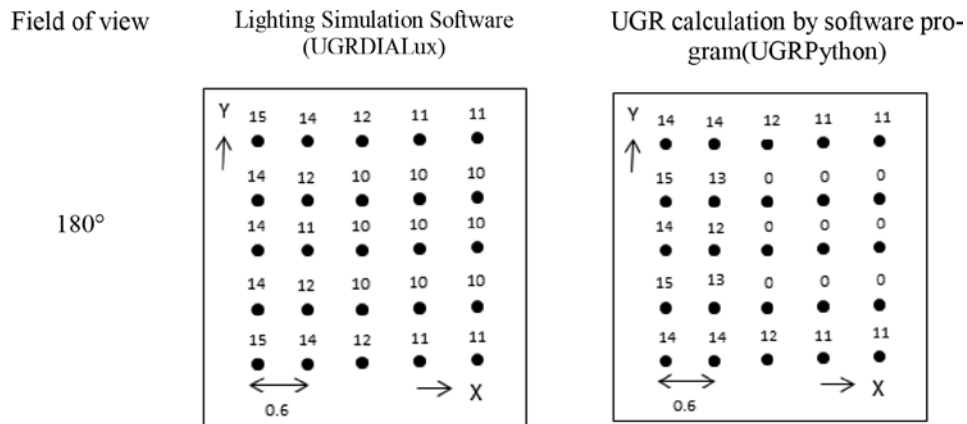 Field of view
Lighting Simulation Software
(UGRDIALux)
UGR calculation by software pro-
gram(UGRPython)
180°
Y
15 14 12 11 11
14 12 10 10 10
14 11 10 10 10
14 12 10 10 10
15 14 12 11 11
X
0.6
Y
14 14 12 11 11
15 13 0 0 0
14 12 0 0 0
15 13 0 0 0
14 14 12 11 11
X
0.6